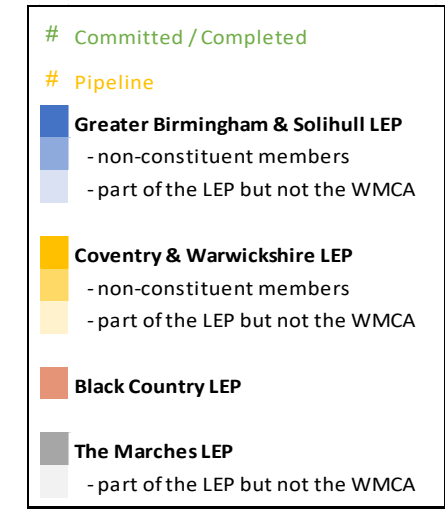 # Committed / Completed
# Pipeline
Greater Birmingham & Solihull LEP
- non-constituent members
- part of the LEP but not the WMCA
Coventry & Warwickshire LEP
- non-constituent members
- part of the LEP but not the WMCA
Black Country LEP
The Marches LEP
- part of the LEP but not the WMCA